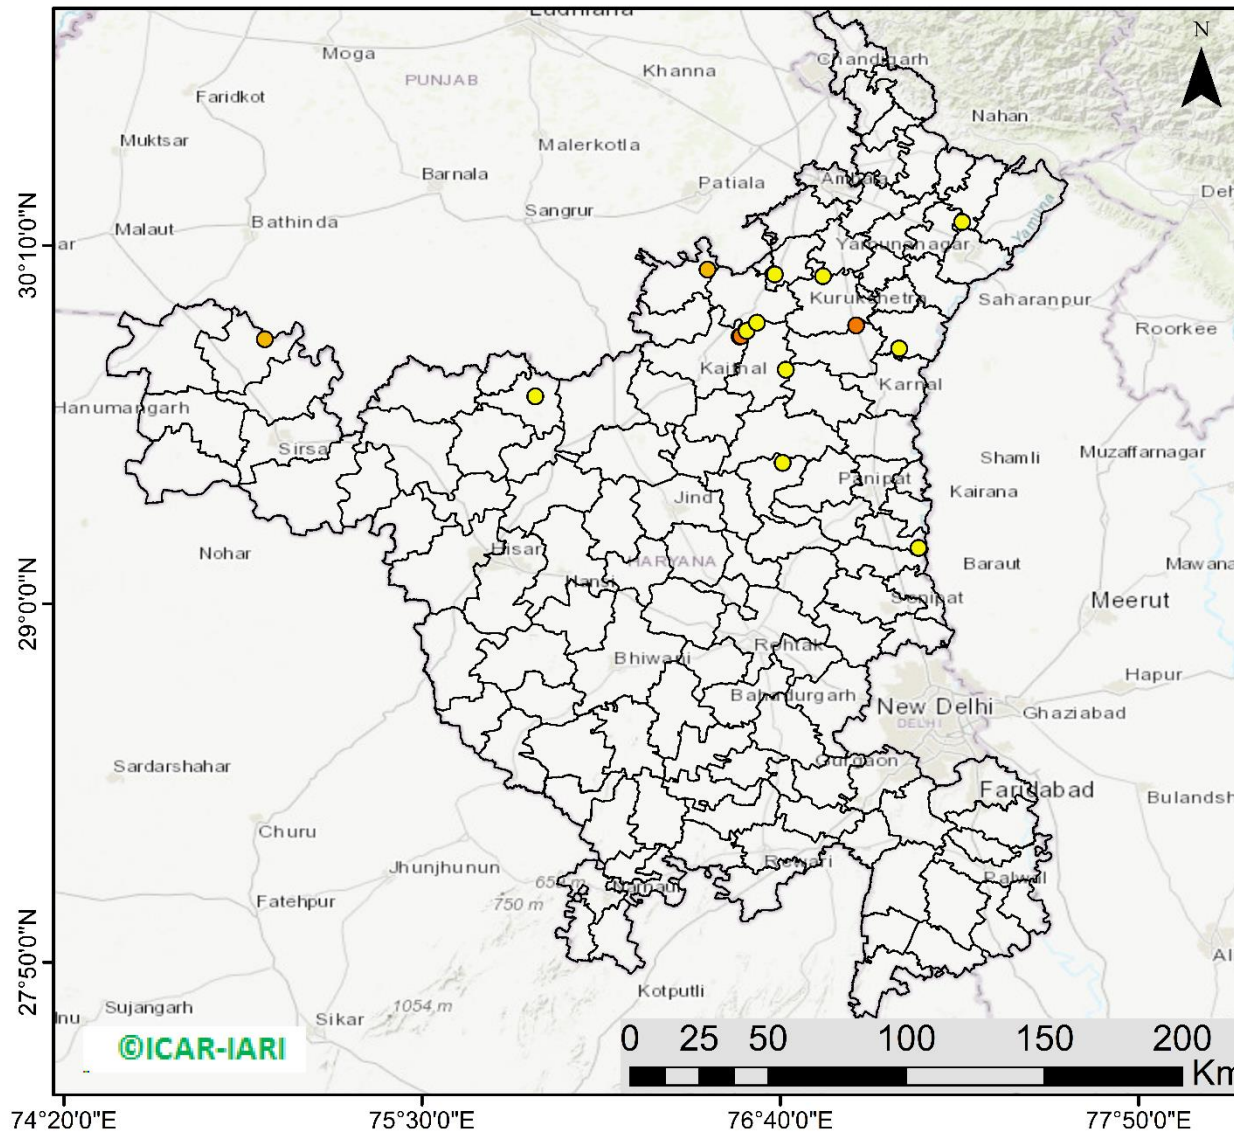 Ludhiana
N
Moga
Chandigarh
Khanna
PUNJAB
Faridkot
Nahan
Muktsar
Malerkotla
Barnala
Patiala
Ambala
Sangrur
Bathinda
Malaut
Yamuna
Yamunanagar
30°10'0"N
Kurukshetra
Saharanpur
Roorkee
Kaithal
Karnal
Hanumangarh
Sirsa
Shamli
Muzaffarnagar
Panipat
Kairana
Jind
Nohar
Hisar
HARYANA
Baraut
Mawana
Hansi
Sonipat
Meerut
29°0'0"N
Rohtak
Bhiwani
Hapur
Bahadurgarh
New Delhi
Ghaziabad
DELHI
Sardarshahar
Gurgaon
Faridabad
Bulandsh
Churu
Jhunjhunun
Rewari
650 m
Narnaul
Palwal
Fatehpur
750 m
27°50'0"N
Kotputli
Sujangarh
1054 m
Sikar
©ICAR-IARI
0 25 50 100 150 200
Km
74°20'0"E 75°30'0"E 76°40'0"E 77°50'0"E